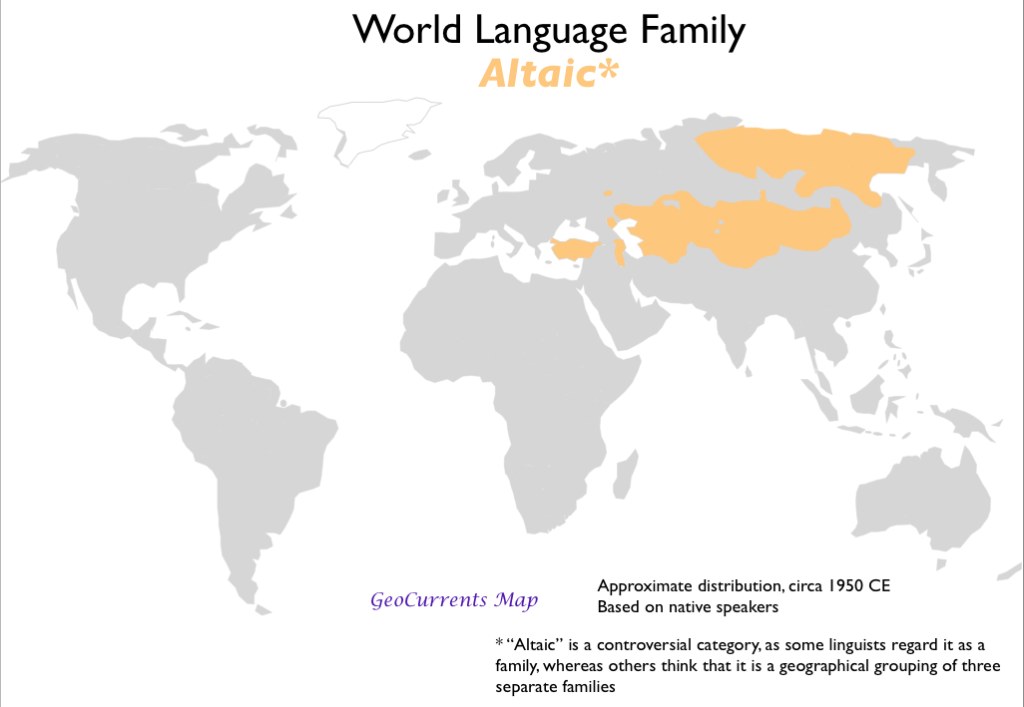 World Language Family
Altaic*
GeoCurrents Map
Approximate distribution, circa 1950 CE
Based on native speakers
* “Altaic” is a controversial category, as some linguists regard it as a
family, whereas others think that it is a geographical grouping of three
separate families